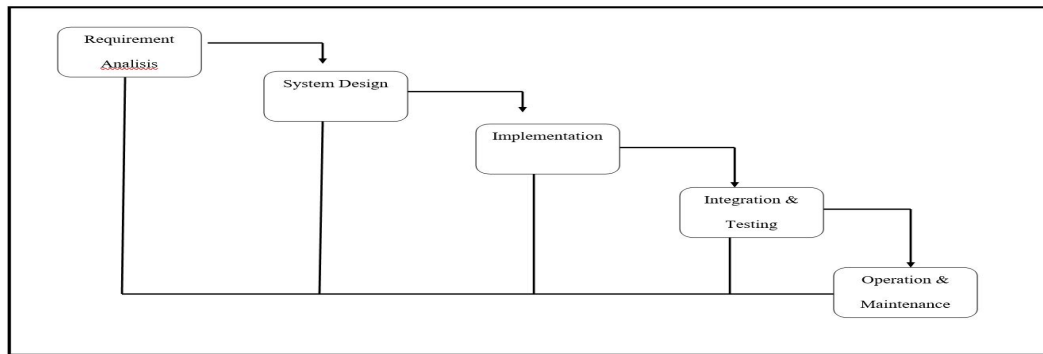 Requirement
Analisis
System Design
Implementation
Integration &
Testing
Operation &
Maintenance